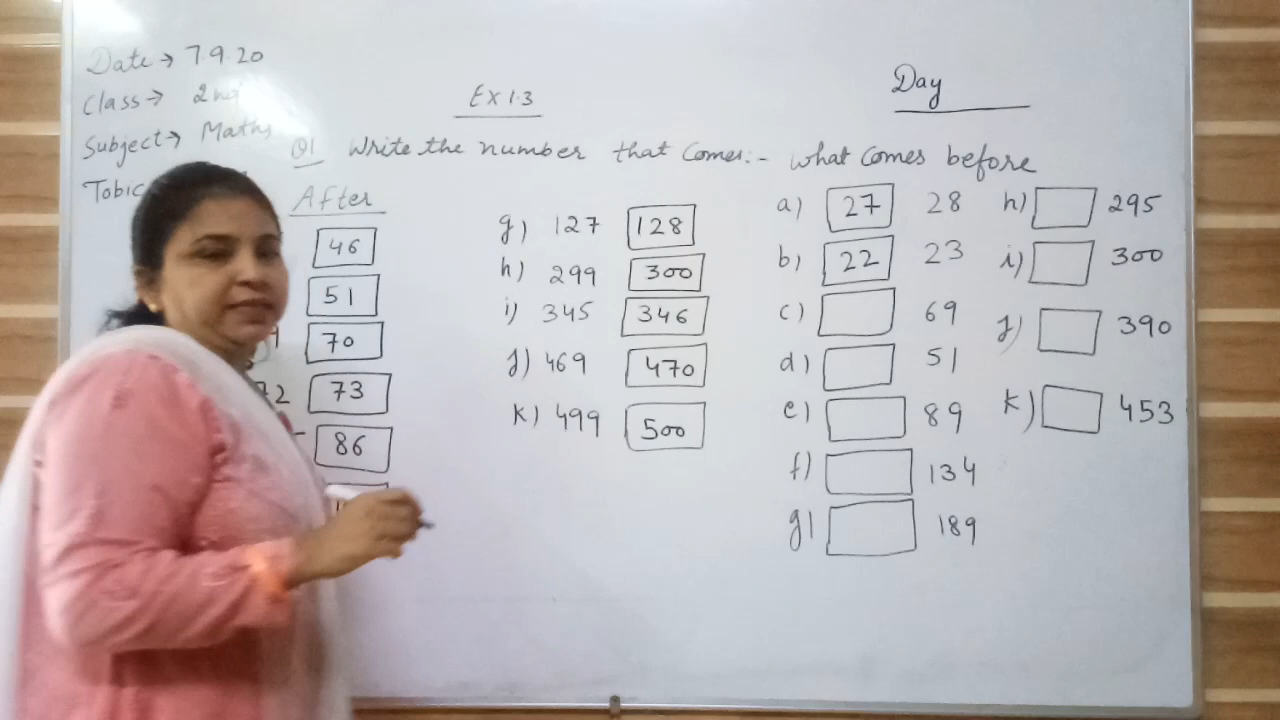 Date → 7.9.20
Class → 2nd
Subject → Maths
Tobic
Day
Ex 1.3
Q1 Write the number that comes:- what comes before
After
46
51
70
72 73
86
g) 127 128
h) 299 300
i) 345 346
j) 469 470
k) 499 500
a) 27 28
b) 22 23
c) 69
d) 51
e) 89
f) 134
g) 189
h) 295
i) 300
j) 390
k) 453